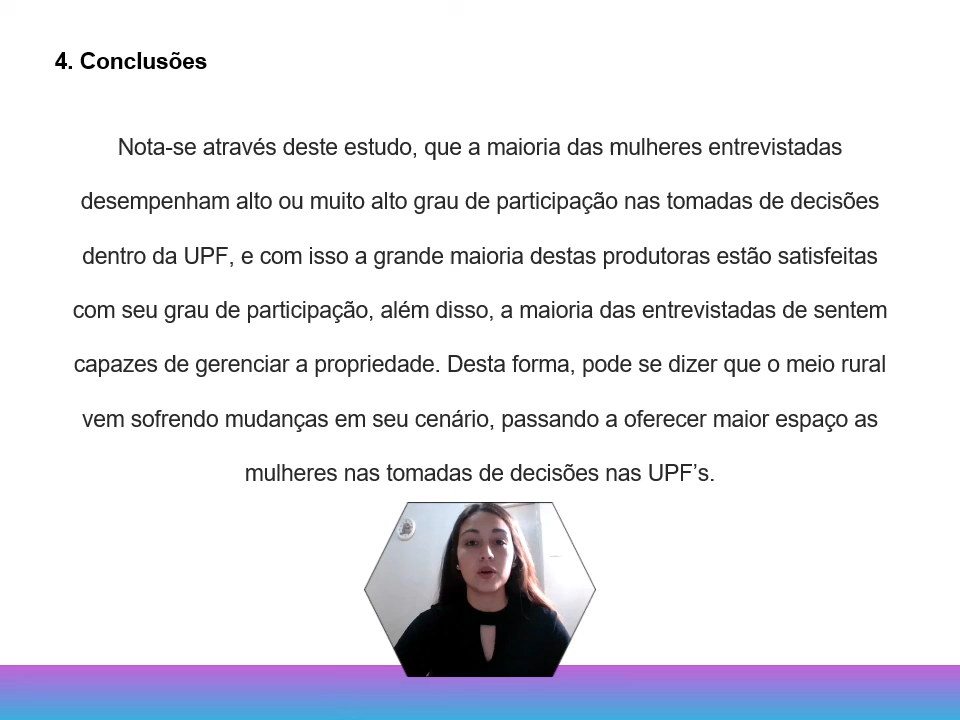 4. Conclusões
Nota-se através deste estudo, que a maioria das mulheres entrevistadas
desempenham alto ou muito alto grau de participação nas tomadas de decisões
dentro da UPF, e com isso a grande maioria destas produtoras estão satisfeitas
com seu grau de participação, além disso, a maioria das entrevistadas de sentem
capazes de gerenciar a propriedade. Desta forma, pode se dizer que o meio rural
vem sofrendo mudanças em seu cenário, passando a oferecer maior espaço as
mulheres nas tomadas de decisões nas UPF’s.